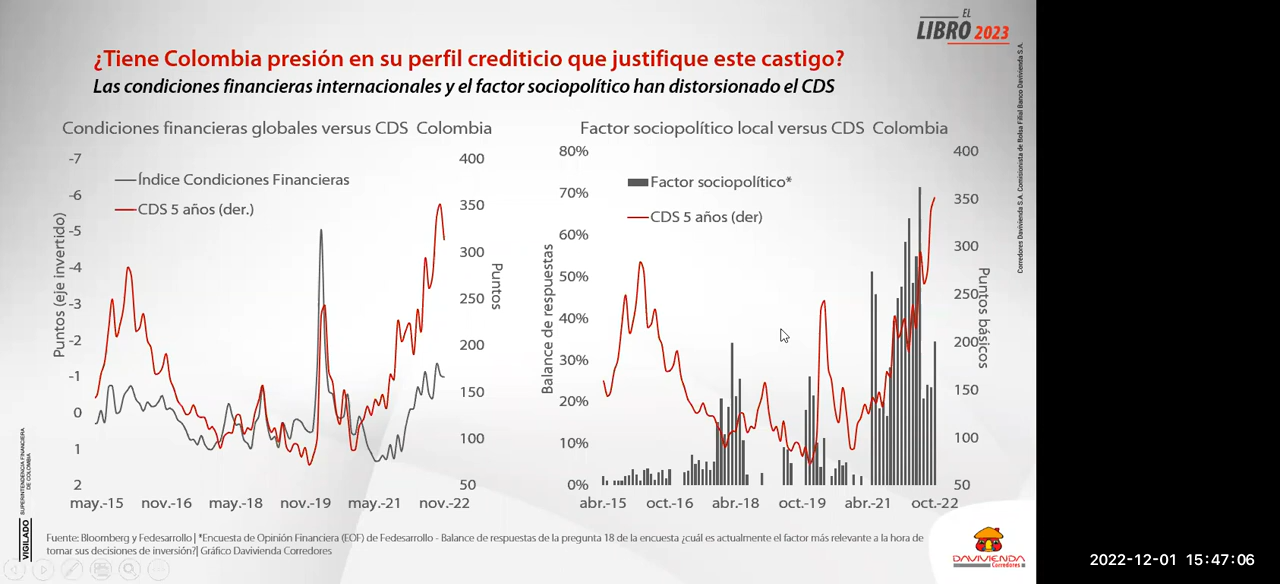 EL
LIBRO 2023
¿Tiene Colombia presión en su perfil crediticio que justifique este castigo?
Las condiciones financieras internacionales y el factor sociopolítico han distorsionado el CDS
Condiciones financieras globales versus CDS Colombia
Puntos (eje invertido)
-7
-6
-5
-4
-3
-2
-1
0
1
2
Índice Condiciones Financieras
CDS 5 años (der.)
400
350
300
250
200
150
100
50
Puntos
may.-15 nov.-16 may.-18 nov.-19 may.-21 nov.-22
Factor sociopolítico local versus CDS Colombia
Balance de respuestas
80%
70%
60%
50%
40%
30%
20%
10%
0%
Factor sociopolítico*
CDS 5 años (der)
400
350
300
250
200
150
100
50
Puntos básicos
abr.-15 oct.-16 abr.-18 oct.-19 abr.-21 oct.-22
Corredores Davivienda S.A. Comisionista de Bolsa Filial Banco Davivienda S.A.
VIGILADO
SUPERINTENDENCIA FINANCIERA
DE COLOMBIA
Fuente: Bloomberg y Fedesarrollo| *Encuesta de Opinión Financiera (EOF) de Fedesarrollo - Balance de respuestas de la pregunta 18 de la encuesta ¿cuál es actualmente el factor más relevante a la hora de
tomar sus decisiones de inversión?| Gráfico Davivienda Corredores
DAVIVIENDA
Corredores
2022-12-01 15:47:06